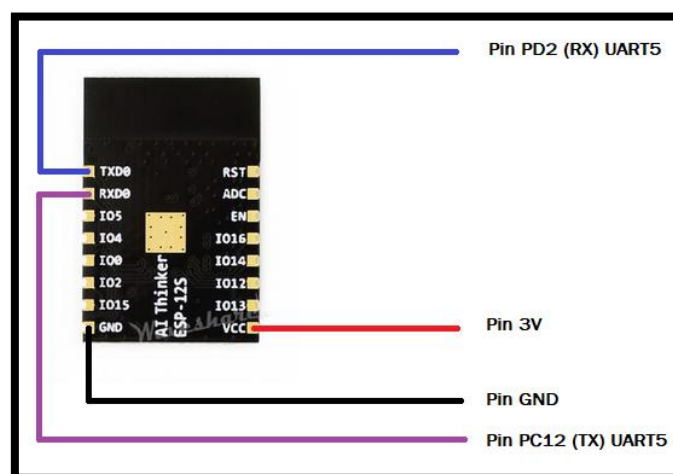 Pin PD2 (RX) UART5
TXD0
RXD0
IO5
IO4
IO0
IO2
IO15
GND
RST
ADC
EN
IO16
IO14
IO12
IO13
VCC
AI Thinker
ESP-12S
Waveshare
Pin 3V
Pin GND
Pin PC12 (TX) UART5